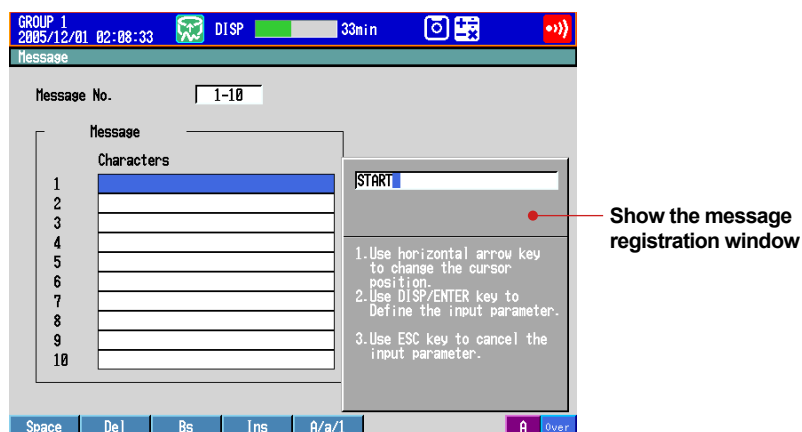 GROUP 1
2005/12/01 02:08:33
DISP
33min
Message
Message No.
1-10
Message
Characters
1
2
3
4
5
6
7
8
9
10
START
1.Use horizontal arrow key
to change the cursor
position.
2.Use DISP/ENTER key to
Define the input parameter.
3.Use ESC key to cancel the
input parameter.
Show the message
registration window
Space
Del
Bs
Ins
A/a/1
A
Over